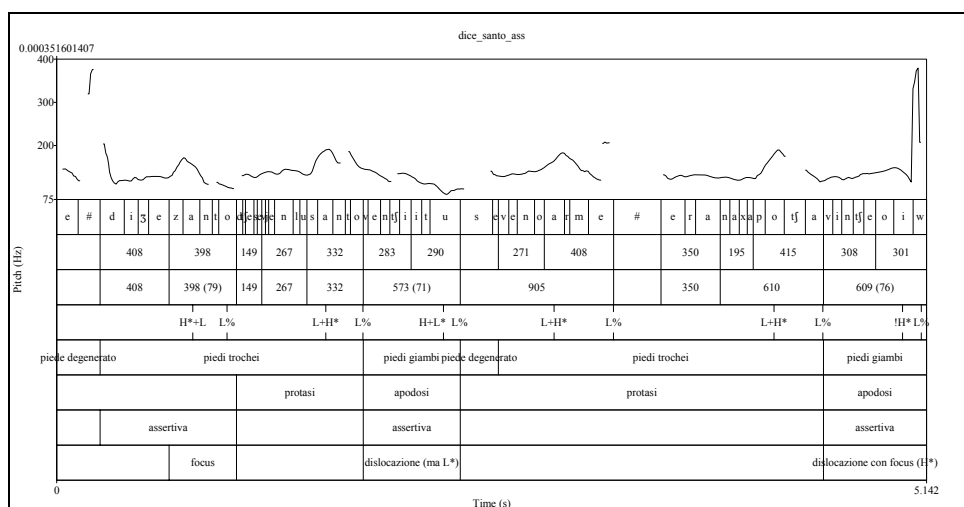 dice_santo_ass
0.000351601407
400
300
200
75
Pitch (Hz)
e # d i ʒ e z a n t o d ʃ e s e v j e n l u s a n t o v e n tʃ i i t u s e v e n o a r m e # e r a n a x a p o tʃ a v i n tʃ e o i w
408 398 149 267 332 283 290 271 408 350 195 415 308 301
408 398 (79) 149 267 332 573 (71) 905 350 610 609 (76)
H*+L L% L+H* L% H+L* L% L+H* L% L+H* L% !H* L%
piede degenerato piedi trochei piedi giambi piede degenerato piedi trochei piedi giambi
protasi apodosi protasi apodosi
assertiva assertiva assertiva
focus dislocazione (ma L*) dislocazione con focus (H*)
0 5.142
Time (s)